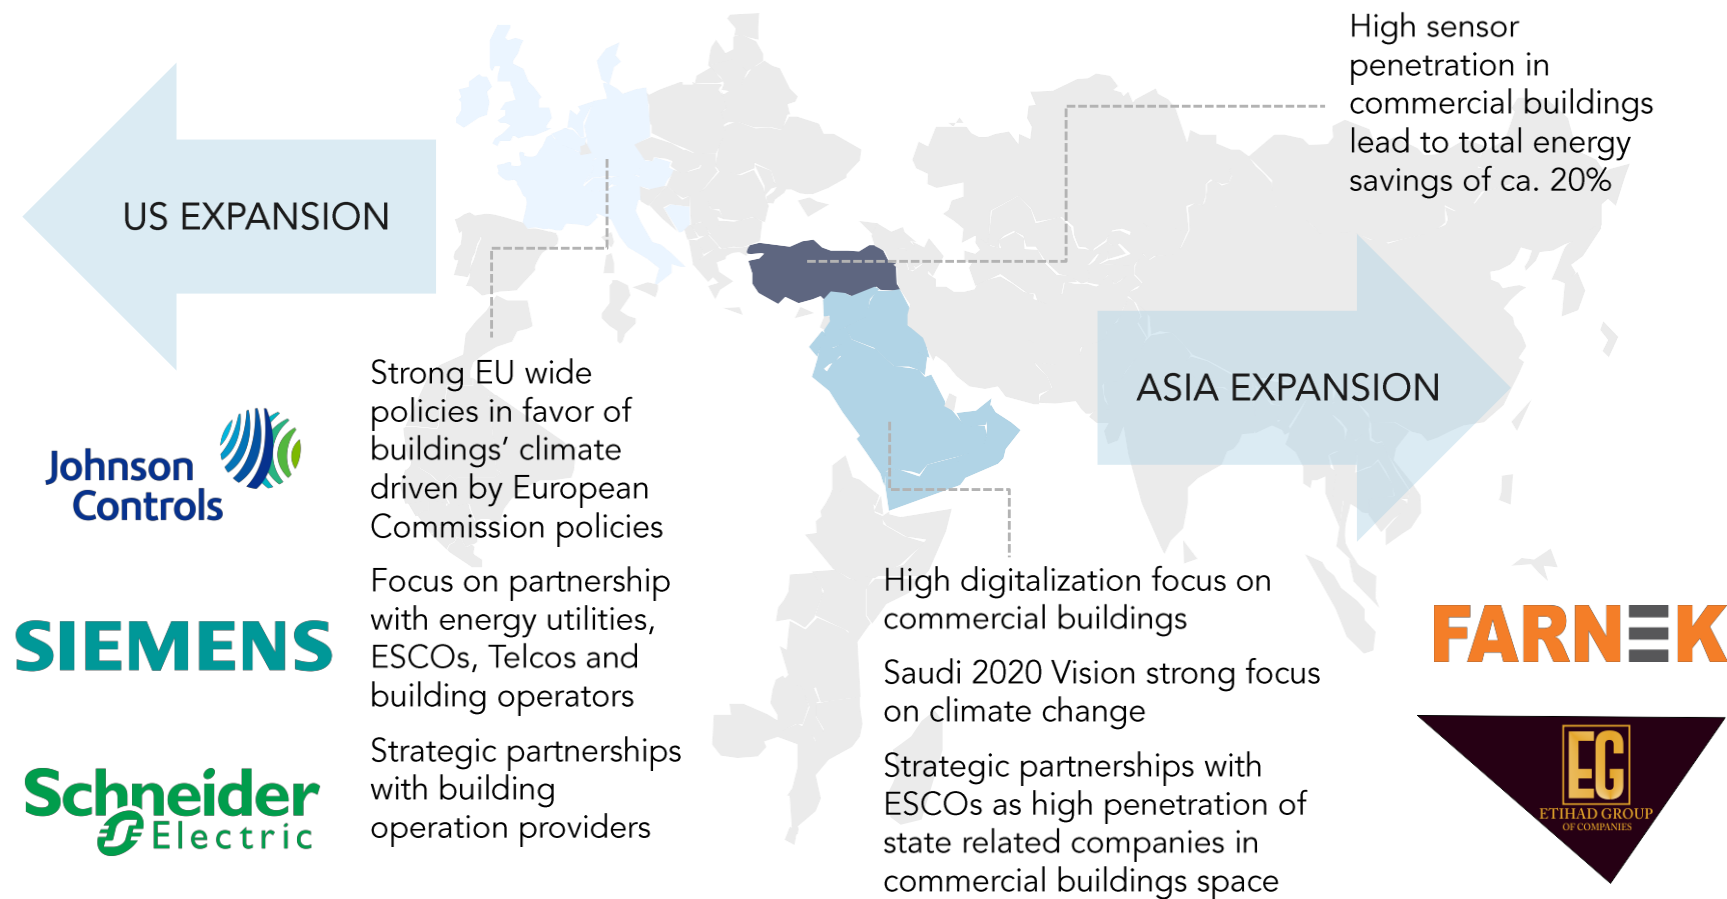 High sensor
penetration in
commercial buildings
lead to total energy
savings of ca. 20%
US EXPANSION
ASIA EXPANSION
Johnson
Controls
SIEMENS
Schneider
Electric
Strong EU wide
policies in favor of
buildings’ climate
driven by European
Commission policies
Focus on partnership
with energy utilities,
ESCOs, Telcos and
building operators
Strategic partnerships
with building
operation providers
High digitalization focus on
commercial buildings
Saudi 2020 Vision strong focus
on climate change
Strategic partnerships with
ESCOs as high penetration of
state related companies in
commercial buildings space
FARNEK
EG
ETIHAD GROUP
OF COMPANIES